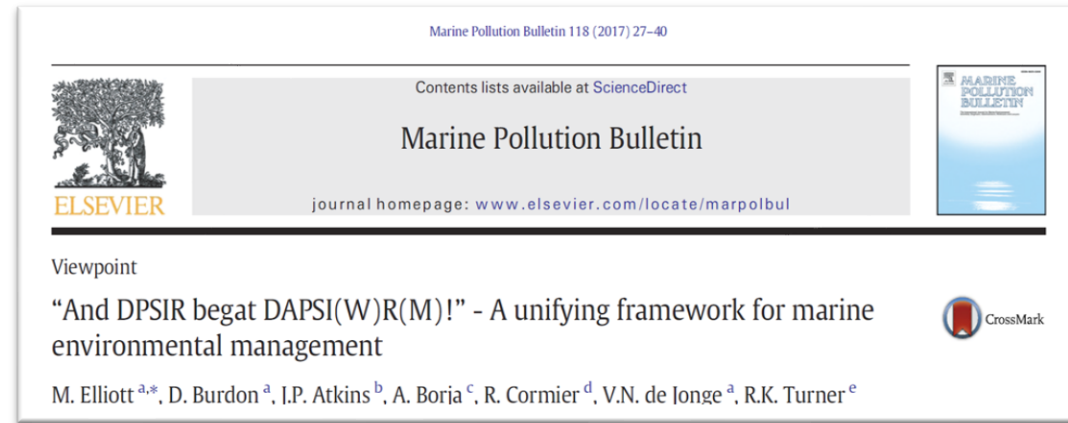 Marine Pollution Bulletin 118 (2017) 27–40
Contents lists available at ScienceDirect
Marine Pollution Bulletin
journal homepage: www.elsevier.com/locate/marpolbul
ELSEVIER
MARINE
POLLUTION
BULLETIN
Viewpoint
“And DPSIR begat DAPSI(W)R(M)!” - A unifying framework for marine
environmental management
CrossMark
M. Elliott a,*, D. Burdon a, J.P. Atkins b, A. Borja c, R. Cormier d, V.N. de Jonge a, R.K. Turner e